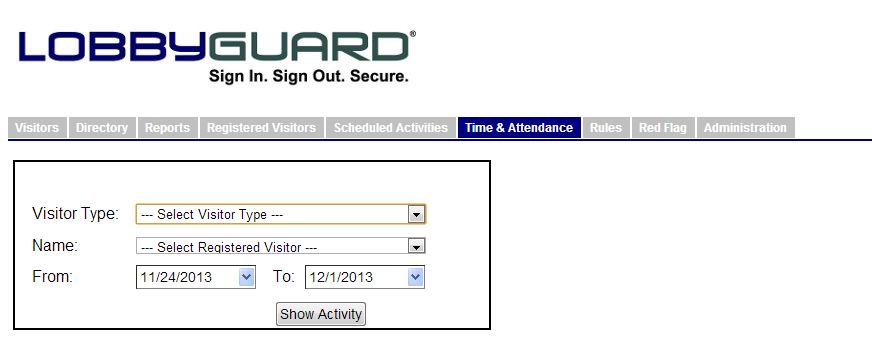 LOBBYGUARD®
Sign In. Sign Out. Secure.
Visitors Directory Reports Registered Visitors Scheduled Activities Time & Attendance Rules Red Flag Administration
Visitor Type: --- Select Visitor Type ---
Name: --- Select Registered Visitor ---
From: 11/24/2013 To: 12/1/2013
Show Activity